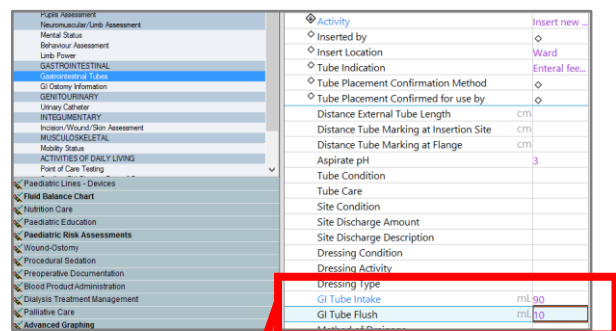 Pupils Assessment
Neuromuscular/Limb Assessment
Mental Status
Behaviour Assessment
Limb Power
GASTROINTESTINAL
Gastrointestinal Tubes
GI Ostomy Information
GENITOURINARY
Urinary Catheter
INTEGUMENTARY
Incision/Wound/Skin Assessment
MUSCULOSKELETAL
Mobility Status
ACTIVITIES OF DAILY LIVING
Point of Care Testing
Paediatric Lines - Devices
Fluid Balance Chart
Nutrition Care
Paediatric Education
Paediatric Risk Assessments
Wound-Ostomy
Procedural Sedation
Preoperative Documentation
Blood Product Administration
Dialysis Treatment Management
Palliative Care
Advanced Graphing
Activity Insert new ...
Inserted by
Insert Location Ward
Tube Indication Enteral fee...
Tube Placement Confirmation Method
Tube Placement Confirmed for use by
Distance External Tube Length cm
Distance Tube Marking at Insertion Site cm
Distance Tube Marking at Flange cm
Aspirate pH 3
Tube Condition
Tube Care
Site Condition
Site Discharge Amount
Site Discharge Description
Dressing Condition
Dressing Activity
Dressing Type
GI Tube Intake mL 90
GI Tube Flush mL 10
Method of Drainage